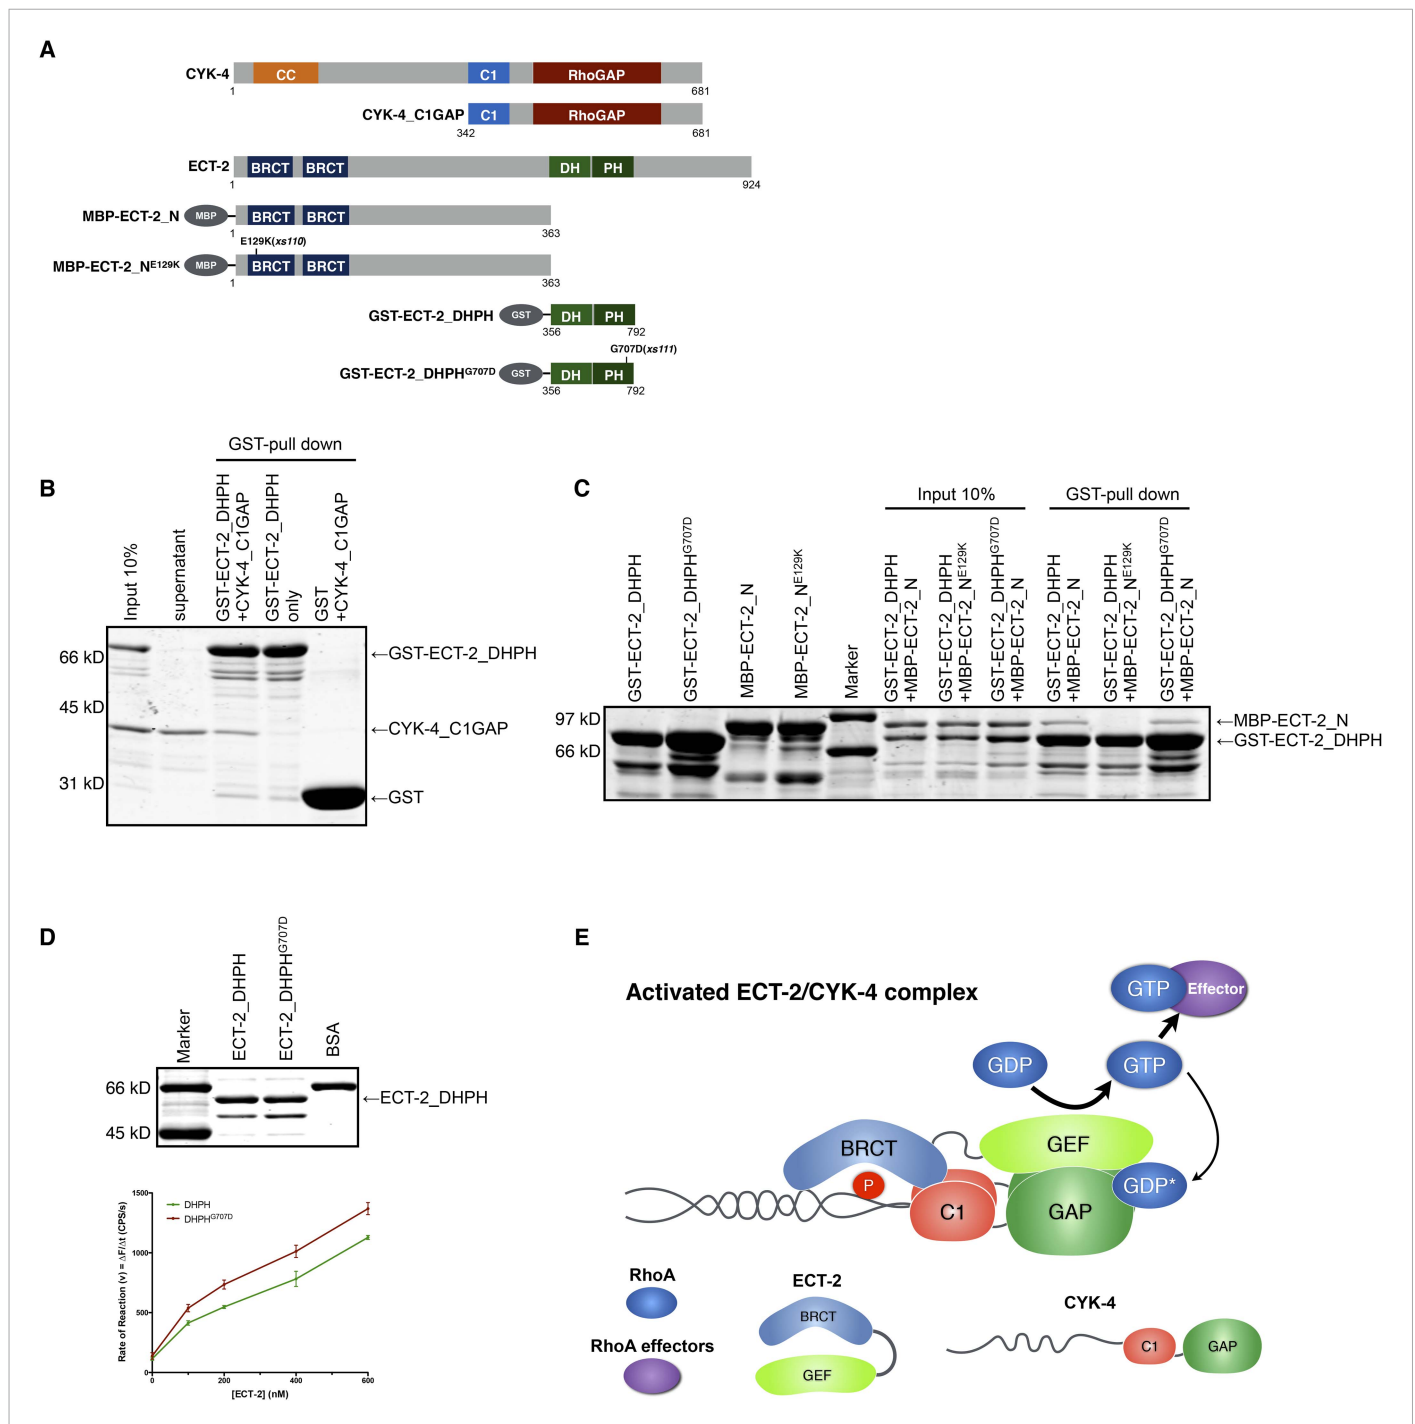 A
CYK-4
CC
C1
RhoGAP
1
681
CYK-4_C1GAP
C1
RhoGAP
342
681
ECT-2
BRCT
BRCT
DH
PH
1
924
MBP-ECT-2_N
MBP
BRCT
BRCT
1
363
E129K(xs110)
MBP-ECT-2_NE129K
MBP
BRCT
BRCT
1
363
GST-ECT-2_DHPH
GST
DH
PH
356
792
G707D(xs111)
GST-ECT-2_DHPHG707D
GST
DH
PH
356
792
B
GST-pull down
Input 10%
supernatant
GST-ECT-2_DHPH
+CYK-4_C1GAP
GST-ECT-2_DHPH
only
GST
+CYK-4_C1GAP
66 kD
45 kD
31 kD
←GST-ECT-2_DHPH
←CYK-4_C1GAP
←GST
C
Input 10%
GST-pull down
GST-ECT-2_DHPH
GST-ECT-2_DHPHG707D
MBP-ECT-2_N
MBP-ECT-2_NE129K
Marker
GST-ECT-2_DHPH
+MBP-ECT-2_N
GST-ECT-2_DHPH
+MBP-ECT-2_NE129K
GST-ECT-2_DHPHG707D
+MBP-ECT-2_N
GST-ECT-2_DHPH
+MBP-ECT-2_N
GST-ECT-2_DHPH
+MBP-ECT-2_NE129K
GST-ECT-2_DHPHG707D
+MBP-ECT-2_N
97 kD
66 kD
←MBP-ECT-2_N
←GST-ECT-2_DHPH
D
Marker
ECT-2_DHPH
ECT-2_DHPHG707D
BSA
66 kD
45 kD
←ECT-2_DHPH
Rate of Reaction (v) = ΔF/Δt (CPS/s)
1500
1000
500
0
DHPH
DHPHG707D
0
200
400
600
[ECT-2] (nM)
E
Activated ECT-2/CYK-4 complex
GTP
Effector
GDP
GTP
BRCT
GEF
P
C1
GAP
GDP*
RhoA
RhoA effectors
ECT-2
BRCT
GEF
CYK-4
C1
GAP